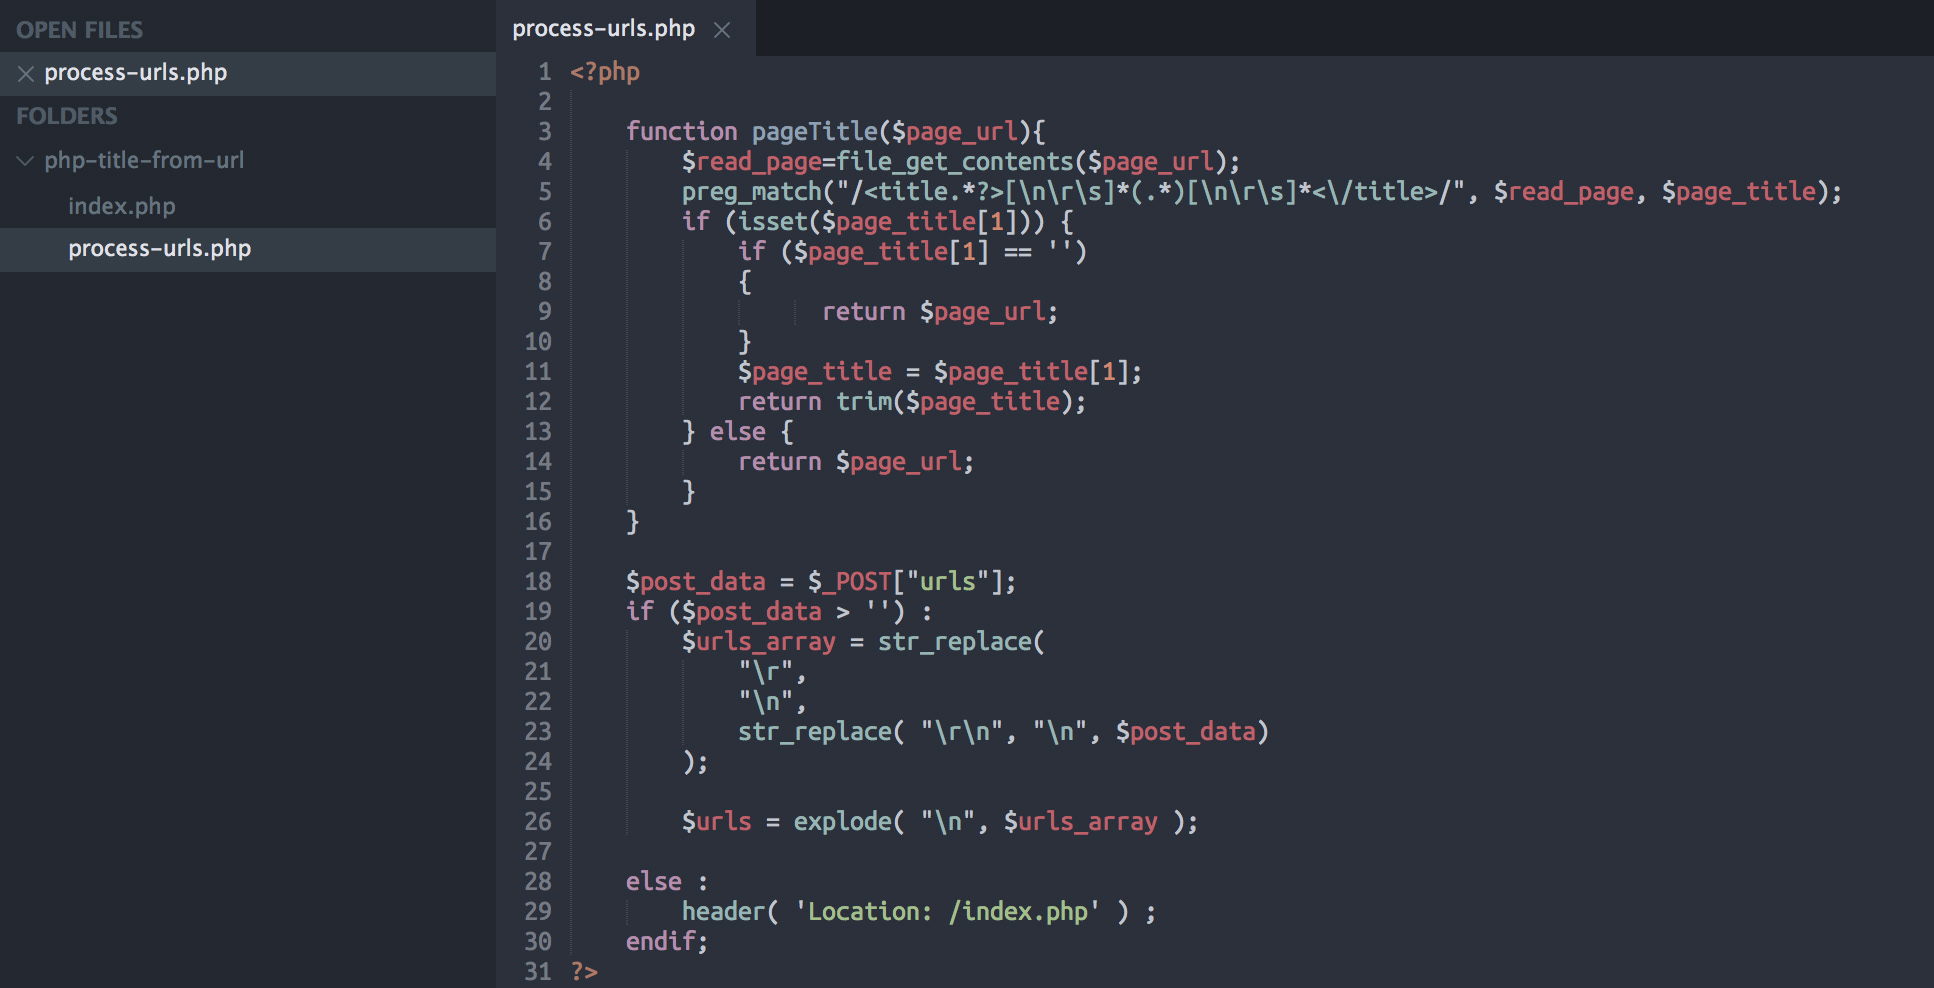 OPEN FILES
process-urls.php
FOLDERS
php-title-from-url
index.php
process-urls.php
process-urls.php
1 <?php
2
3     function pageTitle($page_url){
4         $read_page=file_get_contents($page_url);
5         preg_match("/<title.*?>[\n\r\s]*(.*)[\n\r\s]*<\/title>/", $read_page, $page_title);
6         if (isset($page_title[1])) {
7             if ($page_title[1] == '')
8             {
9                   return $page_url;
10             }
11             $page_title = $page_title[1];
12             return trim($page_title);
13         } else {
14             return $page_url;
15         }
16     }
17
18     $post_data = $_POST["urls"];
19     if ($post_data > '') :
20         $urls_array = str_replace(
21             "\r",
22             "\n",
23             str_replace( "\r\n", "\n", $post_data)
24         );
25
26         $urls = explode( "\n", $urls_array );
27
28     else :
29         header( 'Location: /index.php' ) ;
30     endif;
31 ?>